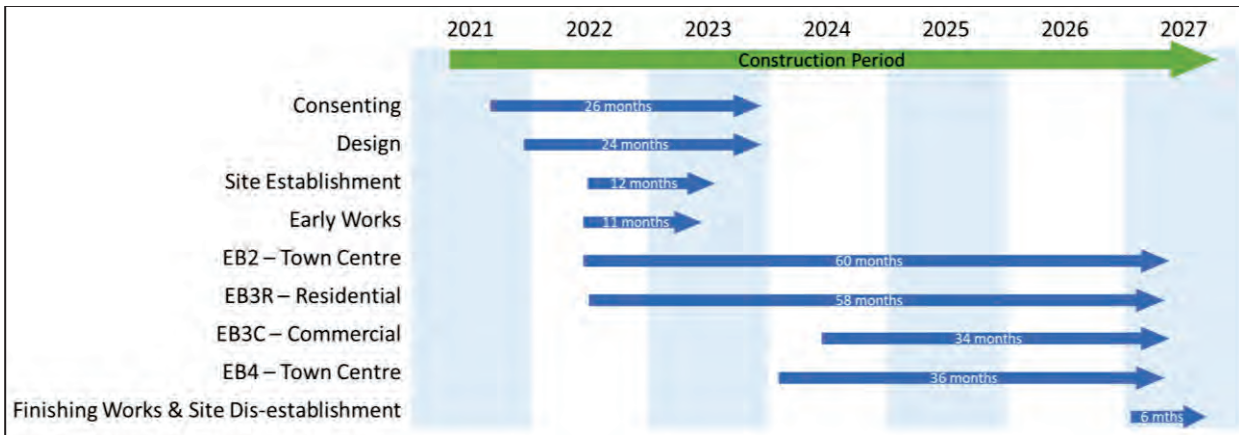 2021 2022 2023 2024 2025 2026 2027
Construction Period
Consenting 26 months
Design 24 months
Site Establishment 12 months
Early Works 11 months
EB2 – Town Centre 60 months
EB3R – Residential 58 months
EB3C – Commercial 34 months
EB4 – Town Centre 36 months
Finishing Works & Site Dis-establishment 6 mths